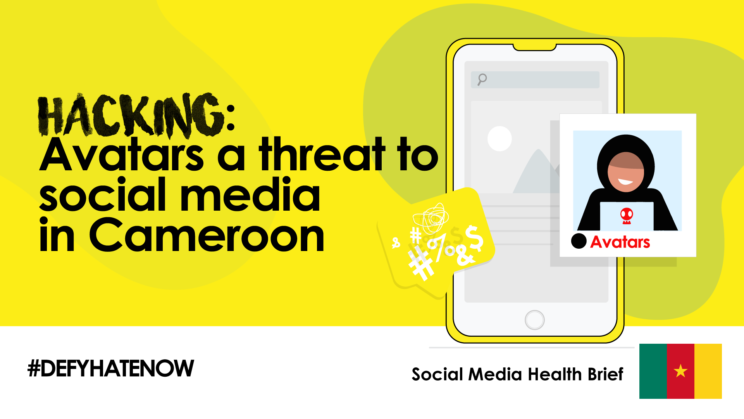 HACKING:
Avatars a threat to
social media
in Cameroon
& # % & $
#
Avatars
#DEFYHATENOW
Social Media Health Brief